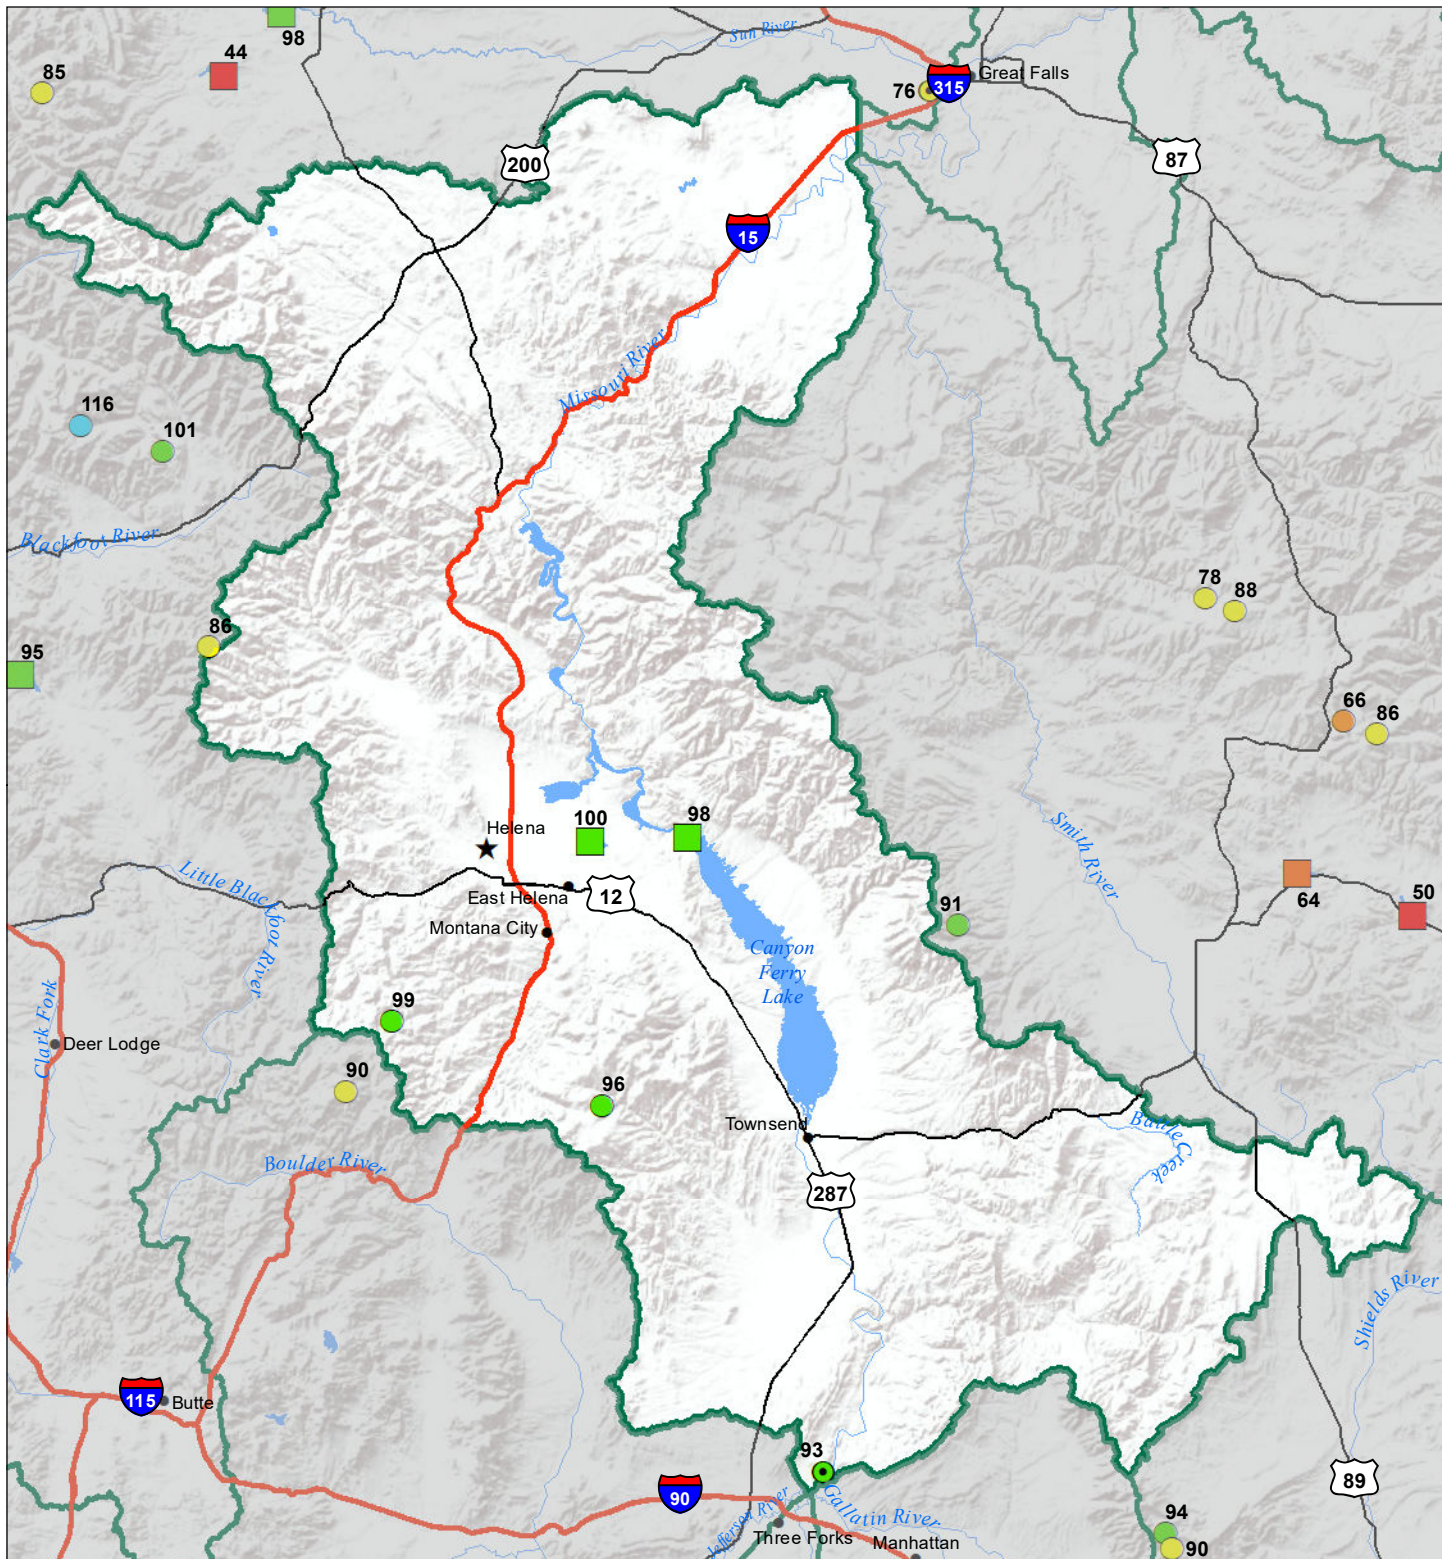 98
44
85
Sun River
Great Falls
76
315
200
87
15
Missouri River
116
101
Blackfoot River
78
88
86
95
66
86
Smith River
Helena
100
98
Little Blackfoot River
East Helena
12
Montana City
64
50
91
Canyon
Ferry
Lake
Clark Fork
Deer Lodge
99
90
96
Townsend
Battle Creek
Boulder River
287
Shields River
115
Butte
93
90
89
Jefferson River
Gallatin River
Three Forks
Manhattan
94
90